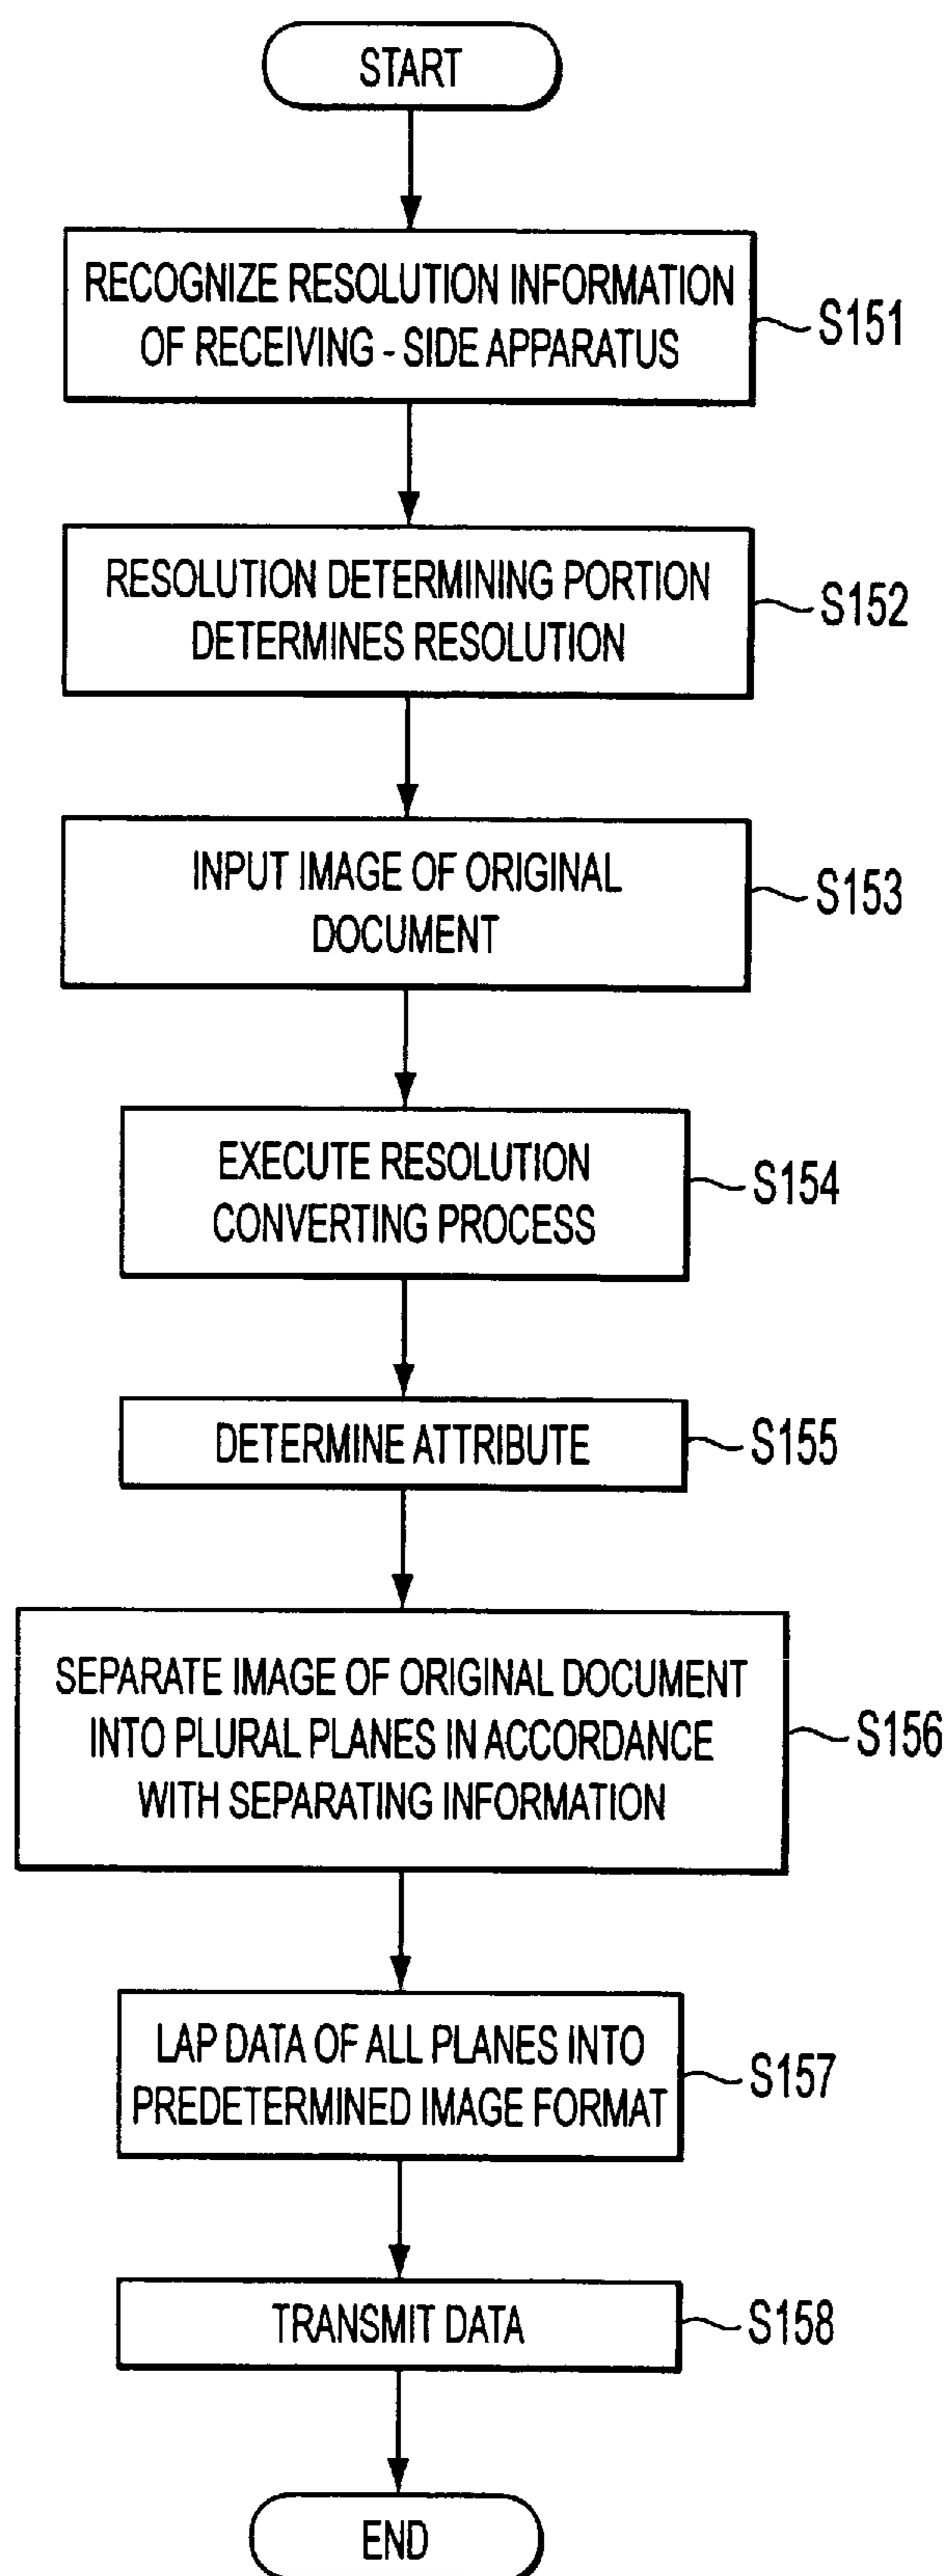 START
RECOGNIZE RESOLUTION INFORMATION
OF RECEIVING - SIDE APPARATUS
S151
RESOLUTION DETERMINING PORTION
DETERMINES RESOLUTION
S152
INPUT IMAGE OF ORIGINAL
DOCUMENT
S153
EXECUTE RESOLUTION
CONVERTING PROCESS
S154
DETERMINE ATTRIBUTE
S155
SEPARATE IMAGE OF ORIGINAL DOCUMENT
INTO PLURAL PLANES IN ACCORDANCE
WITH SEPARATING INFORMATION
S156
LAP DATA OF ALL PLANES INTO
PREDETERMINED IMAGE FORMAT
S157
TRANSMIT DATA
S158
END